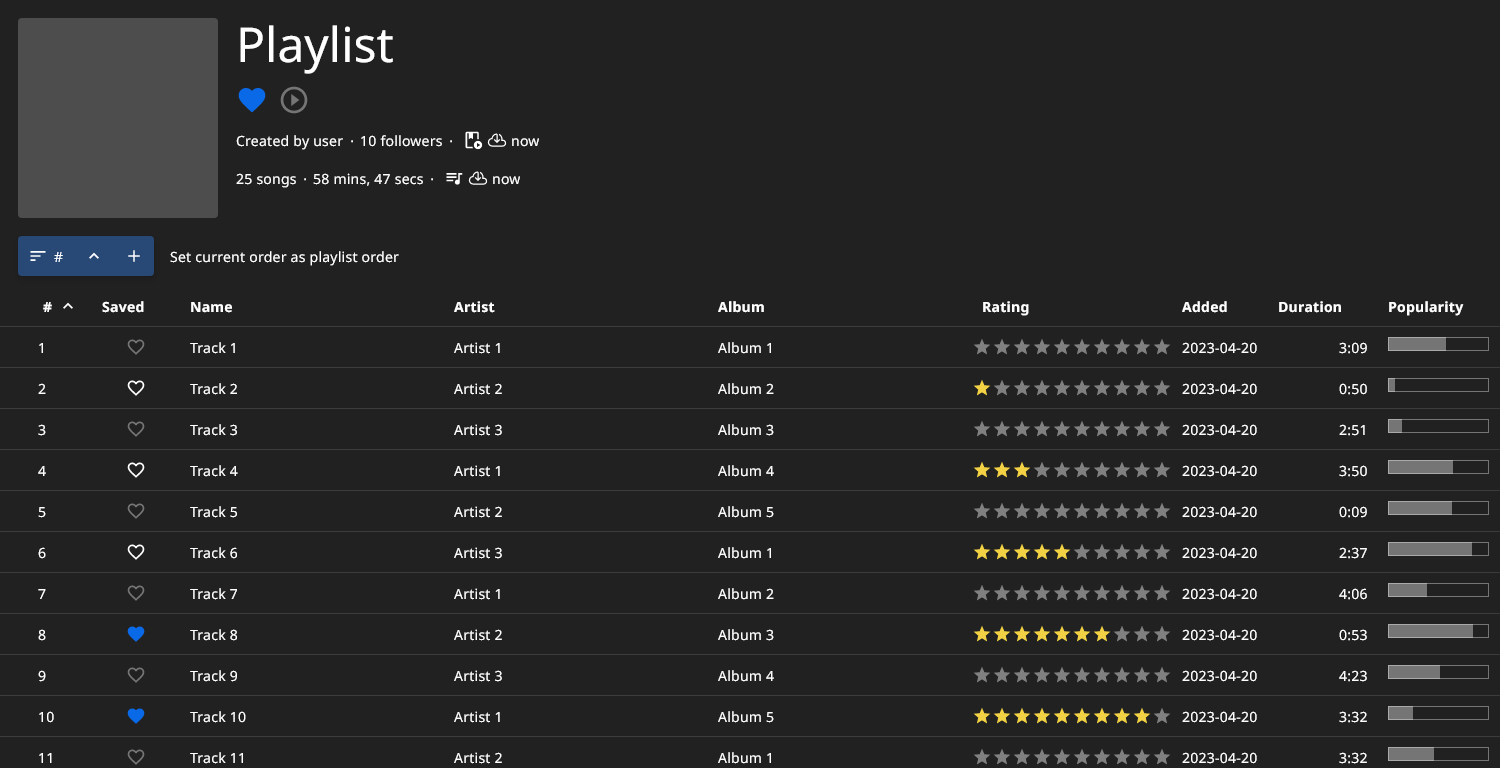 Playlist
Created by user · 10 followers · now
25 songs · 58 mins, 47 secs · now
# Set current order as playlist order
# Saved Name Artist Album Rating Added Duration Popularity
1 Track 1 Artist 1 Album 1 2023-04-20 3:09
2 Track 2 Artist 2 Album 2 2023-04-20 0:50
3 Track 3 Artist 3 Album 3 2023-04-20 2:51
4 Track 4 Artist 1 Album 4 2023-04-20 3:50
5 Track 5 Artist 2 Album 5 2023-04-20 0:09
6 Track 6 Artist 3 Album 1 2023-04-20 2:37
7 Track 7 Artist 1 Album 2 2023-04-20 4:06
8 Track 8 Artist 2 Album 3 2023-04-20 0:53
9 Track 9 Artist 3 Album 4 2023-04-20 4:23
10 Track 10 Artist 1 Album 5 2023-04-20 3:32
11 Track 11 Artist 2 Album 1 2023-04-20 3:32